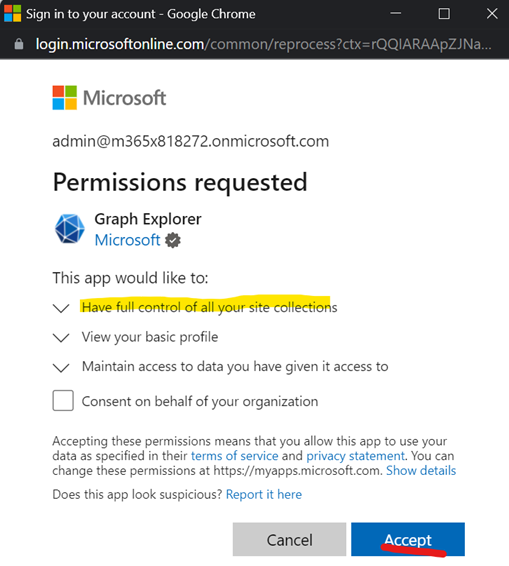 Sign in to your account - Google Chrome
login.microsoftonline.com/common/reprocess?ctx=rQQIARAApZJNa...
Microsoft
admin@m365x818272.onmicrosoft.com
Permissions requested
Graph Explorer
Microsoft
This app would like to:
Have full control of all your site collections
View your basic profile
Maintain access to data you have given it access to
Consent on behalf of your organization
Accepting these permissions means that you allow this app to use your
data as specified in their terms of service and privacy statement. You can
change these permissions at https://myapps.microsoft.com. Show details
Does this app look suspicious? Report it here
Cancel
Accept